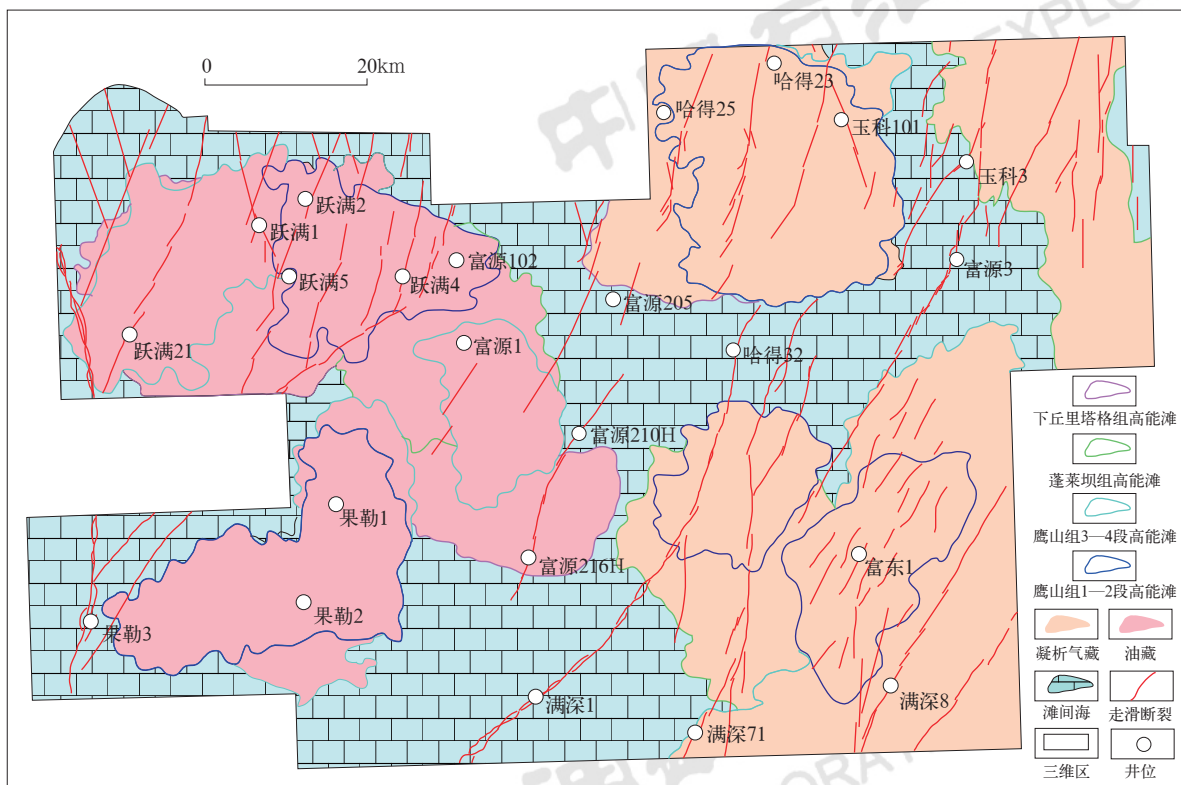 0
20km
哈得23
哈得25
玉科101
玉科3
跃满2
跃满1
富源102
富源3
跃满5
跃满4
富源205
跃满21
富源1
哈得32
富源210H
果勒1
富源216H
富东1
果勒2
果勒3
满深1
满深8
满深71
下丘里塔格组高能滩
蓬莱坝组高能滩
鹰山组3—4段高能滩
鹰山组1—2段高能滩
凝析气藏
油藏
滩间海
走滑断裂
三维区
井位